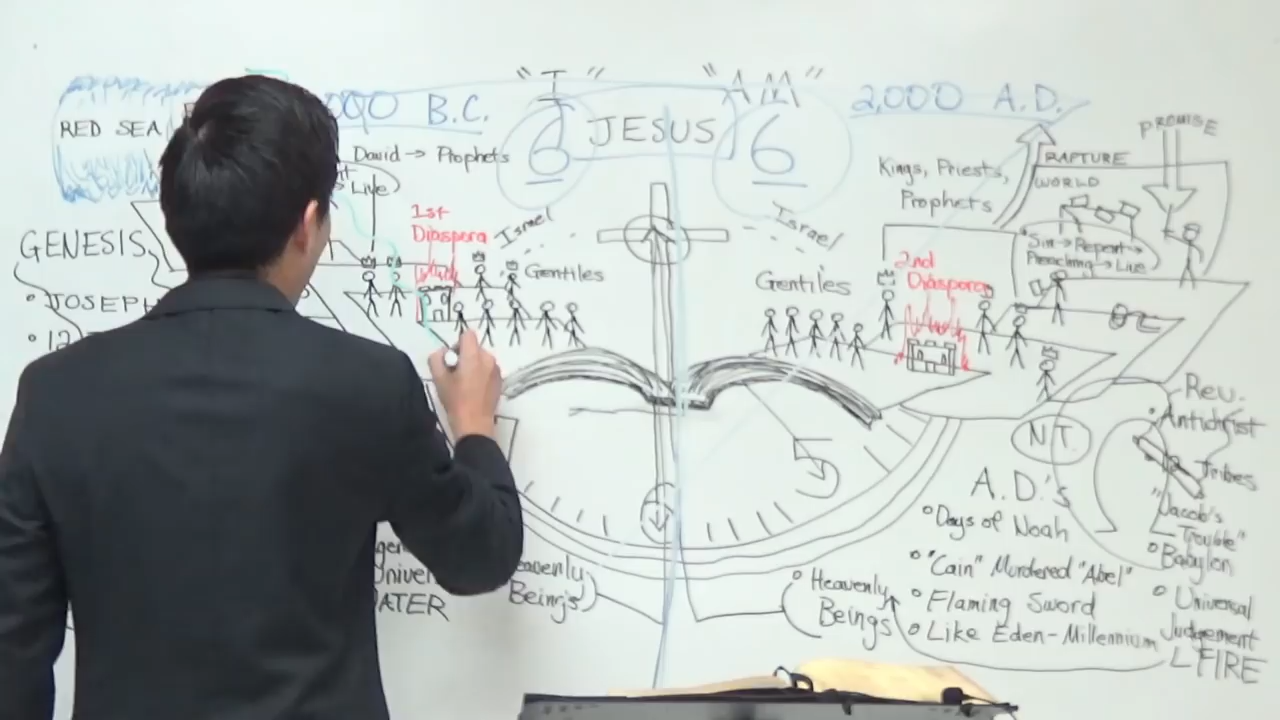 "I" "AM"
RED SEA
000 B.C.
6 JESUS 6
2,000 A.D.
PROMISE
David → Prophets
Live
Kings, Priests,
Prophets
RAPTURE
WORLD
Sin → Repent →
Preaching → Live
GENESIS
1st
Diaspora
Israel
Gentiles
Israel
Gentiles
2nd
Diaspora
• JOSEPH
• 12
NT
Rev.
• Antichrist
Tribes
"Jacob's
Trouble"
• Babylon
• Universal
Judgement
FIRE
A.D.'s
• Days of Noah
• "Cain" Murdered "Abel"
• Flaming Sword
• Like Eden-Millennium
ATER
eavenly
Beings
• Heavenly
Beings